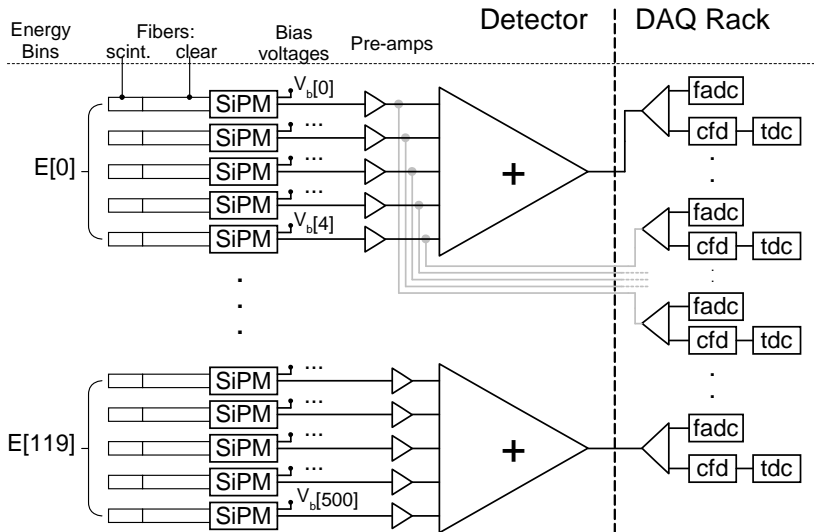 Energy Bins
Fibers:
scint. clear
Bias voltages
Pre-amps
Detector
DAQ Rack
SiPM V_b[0]
SiPM ...
E[0] SiPM ...
SiPM ...
SiPM V_b[4]
+
fadc
cfd tdc
.
.
fadc
cfd tdc
.
.
fadc
cfd tdc
.
.
.
.
.
SiPM ...
SiPM ...
E[119] SiPM ...
SiPM ...
SiPM V_b[500]
+
fadc
cfd tdc